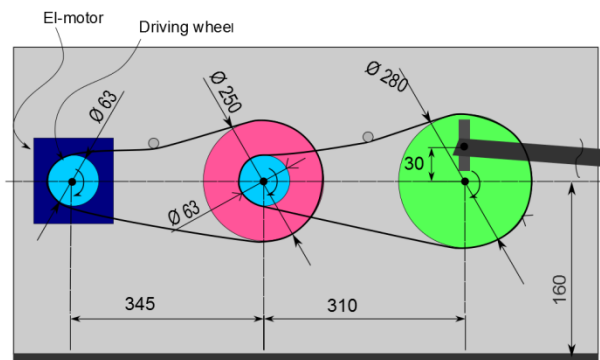 El-motor
Driving wheel
Ø 63
Ø 250
Ø 280
30
Ø 63
345
310
160